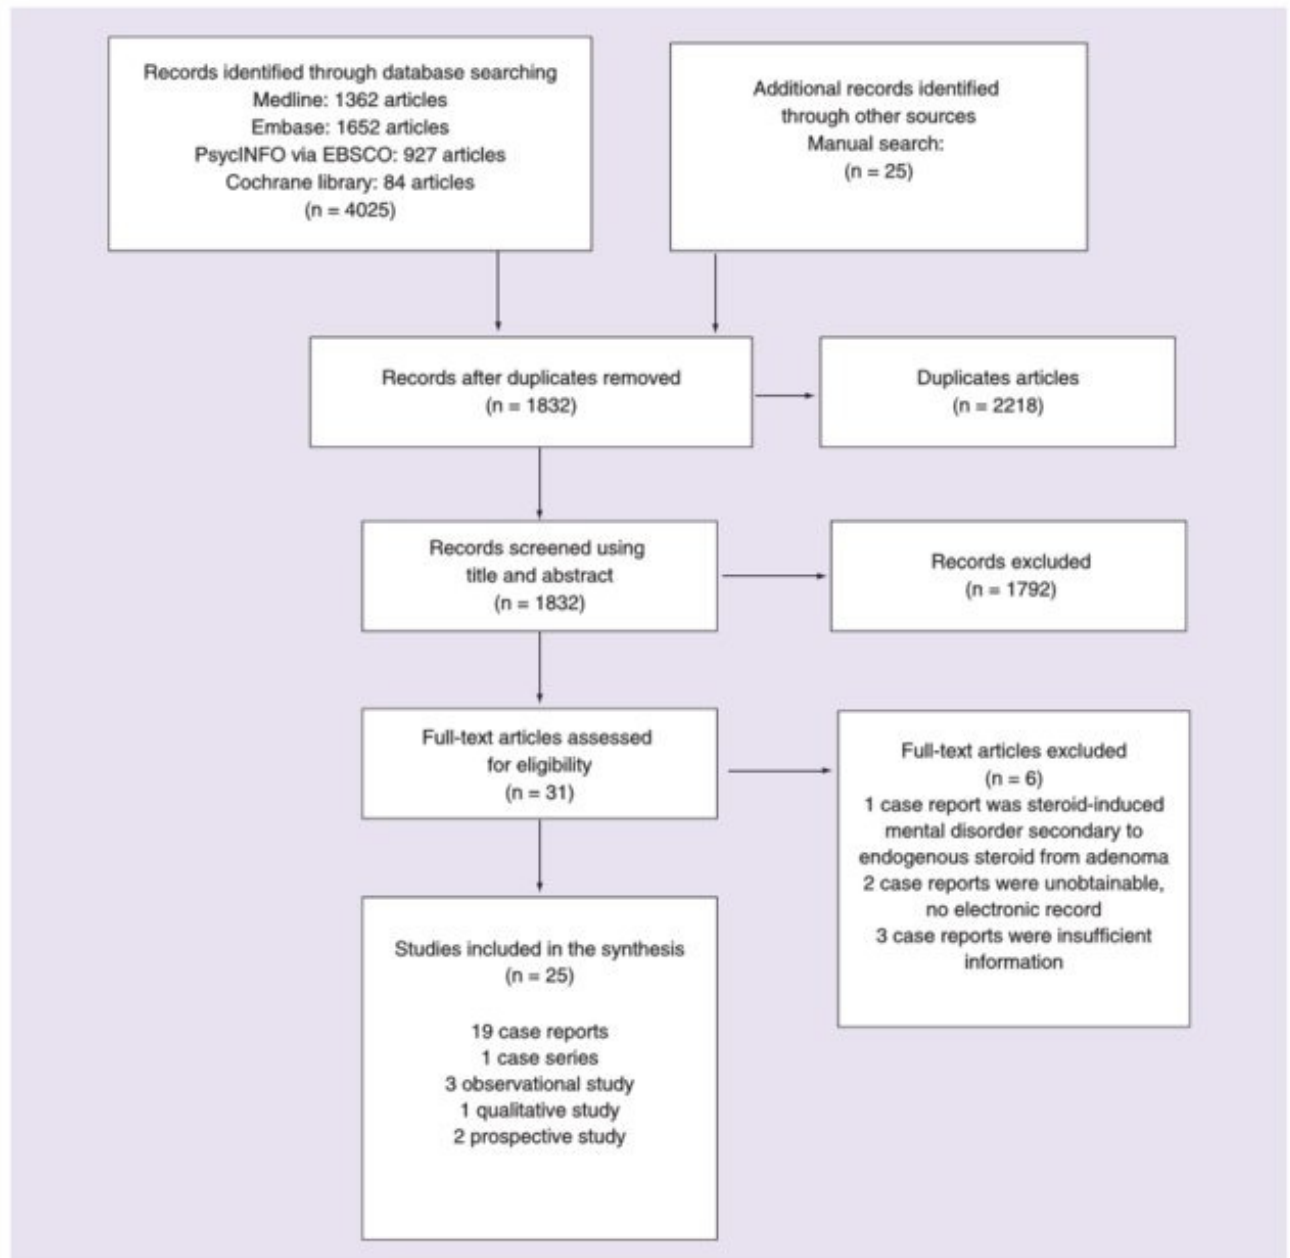 Records identified through database searching
Medline: 1362 articles
Embase: 1652 articles
PsycINFO via EBSCO: 927 articles
Cochrane library: 84 articles
(n = 4025)
Additional records identified
through other sources
Manual search:
(n = 25)
Records after duplicates removed
(n = 1832)
Duplicates articles
(n = 2218)
Records screened using
title and abstract
(n = 1832)
Records excluded
(n = 1792)
Full-text articles assessed
for eligibility
(n = 31)
Full-text articles excluded
(n = 6)
1 case report was steroid-induced
mental disorder secondary to
endogenous steroid from adenoma
2 case reports were unobtainable,
no electronic record
3 case reports were insufficient
information
Studies included in the synthesis
(n = 25)
19 case reports
1 case series
3 observational study
1 qualitative study
2 prospective study